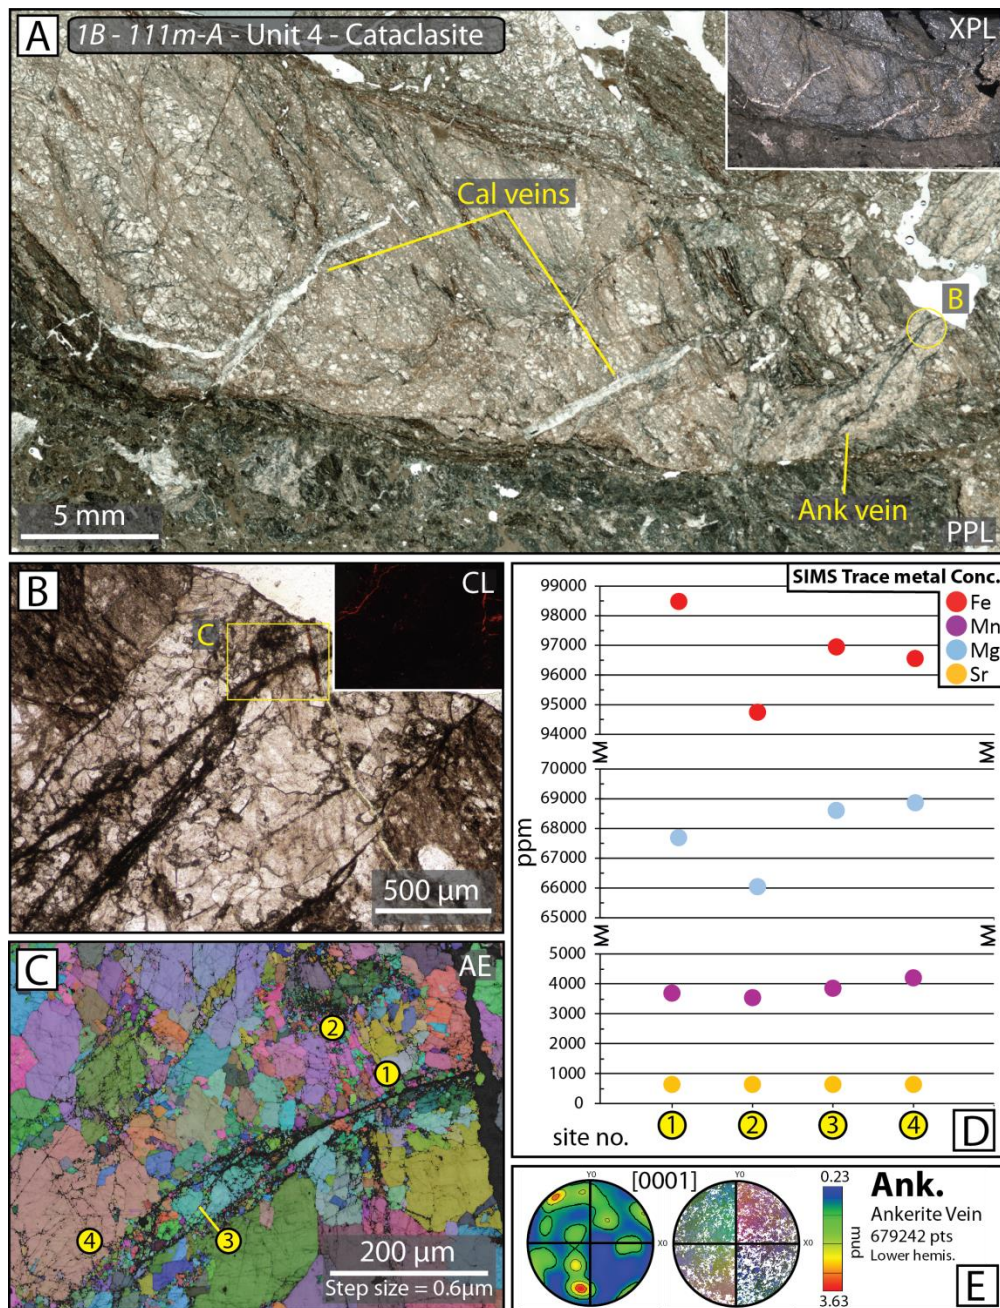 A
1B - 111m-A - Unit 4 - Cataclasite
XPL
Cal veins
B
Ank vein
5 mm
PPL
B
CL
C
500 µm
C
AE
2
1
3
4
200 µm
Step size = 0.6µm
SIMS Trace metal Conc.
Fe
Mn
Mg
Sr
99000
98000
97000
96000
95000
94000
70000
69000
68000
67000
66000
65000
5000
4000
3000
2000
1000
0
ppm
site no.
1
2
3
4
D
[0001]
Y0
Y0
X0
X0
0.23
mud
3.63
Ank.
Ankerite Vein
679242 pts
Lower hemis.
E